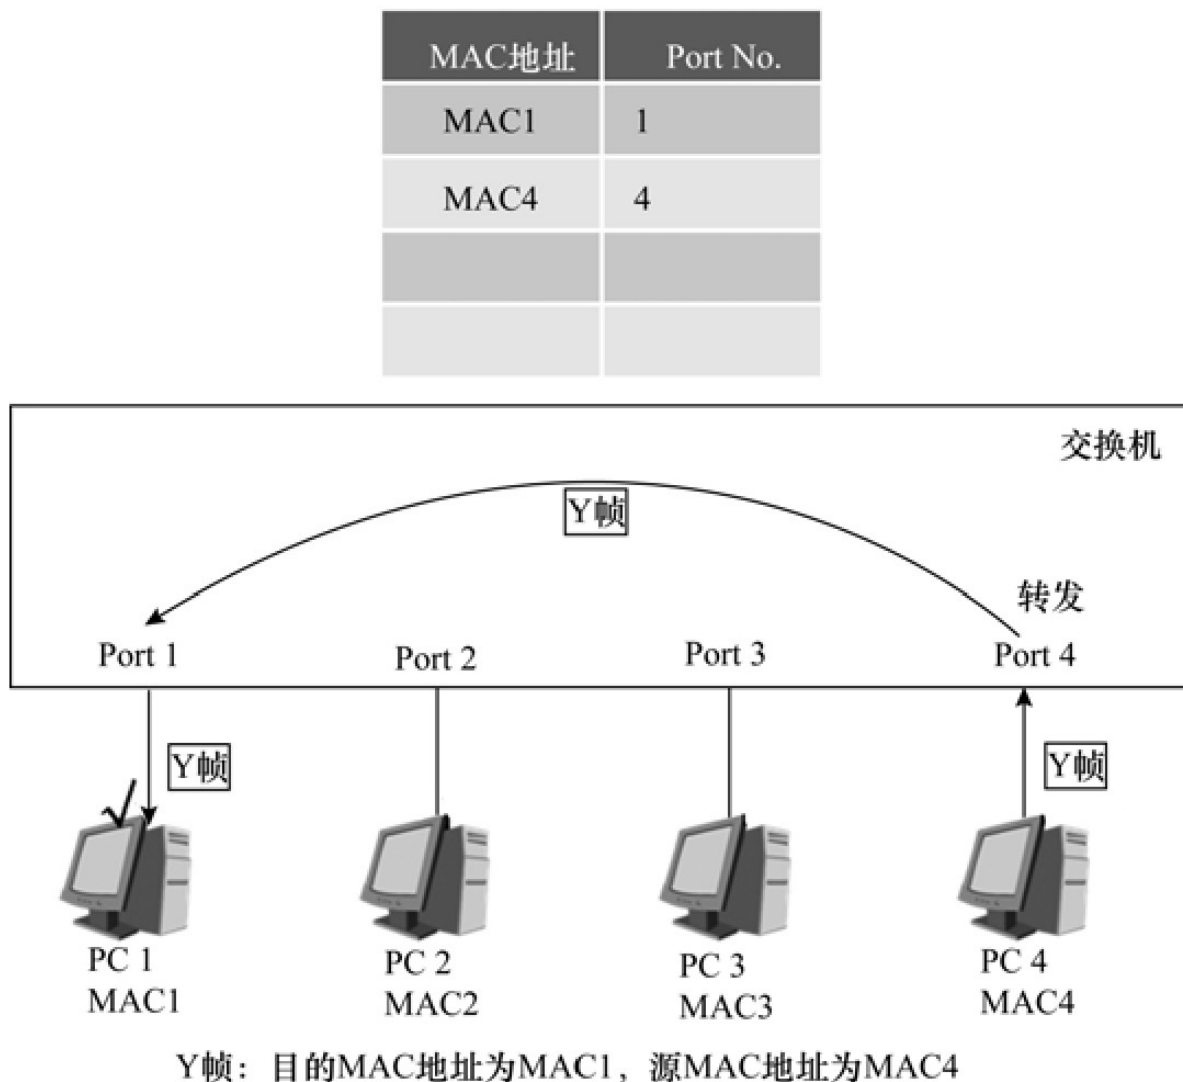 MAC地址 Port No.
MAC1 1
MAC4 4
交换机
Y帧
转发
Port 1 Port 2 Port 3 Port 4
Y帧 Y帧
PC 1 PC 2 PC 3 PC 4
MAC1 MAC2 MAC3 MAC4
Y帧：目的MAC地址为MAC1，源MAC地址为MAC4